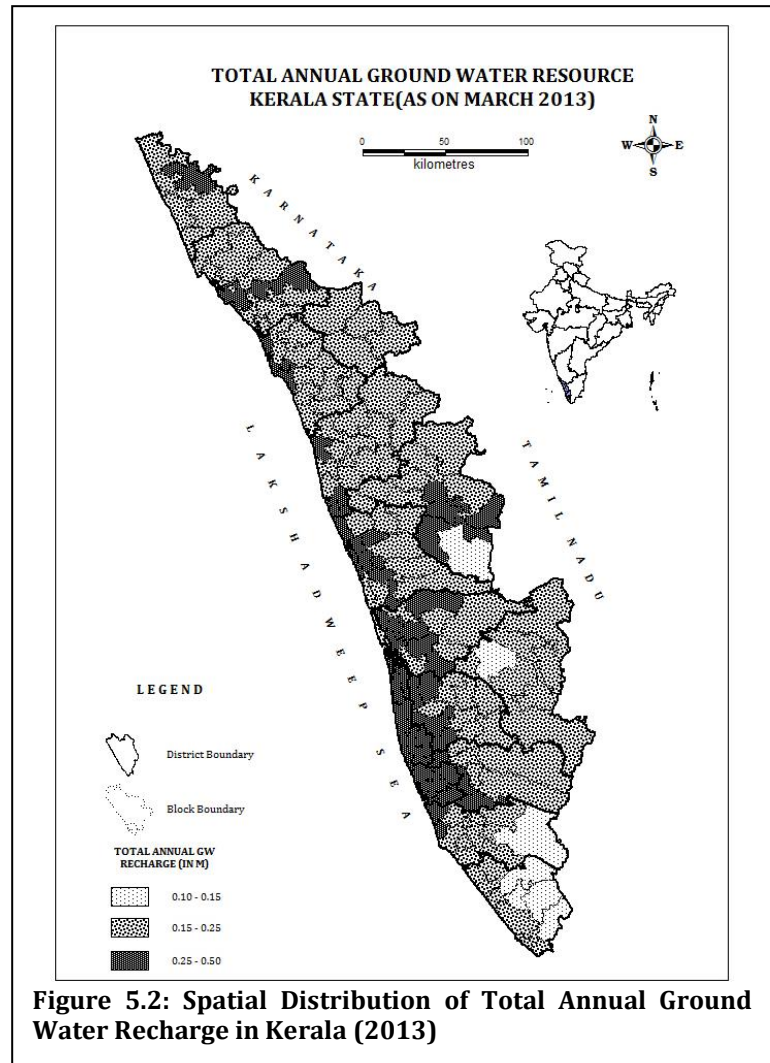 TOTAL ANNUAL GROUND WATER RESOURCE
KERALA STATE(AS ON MARCH 2013)
0 50 100
kilometres
N
W E
S
KARNATAKA
TAMIL NADU
LAKSHADWEEP SEA
LEGEND
District Boundary
Block Boundary
TOTAL ANNUAL GW
RECHARGE (IN M)
0.10 - 0.15
0.15 - 0.25
0.25 - 0.50
Figure 5.2: Spatial Distribution of Total Annual Ground
Water Recharge in Kerala (2013)